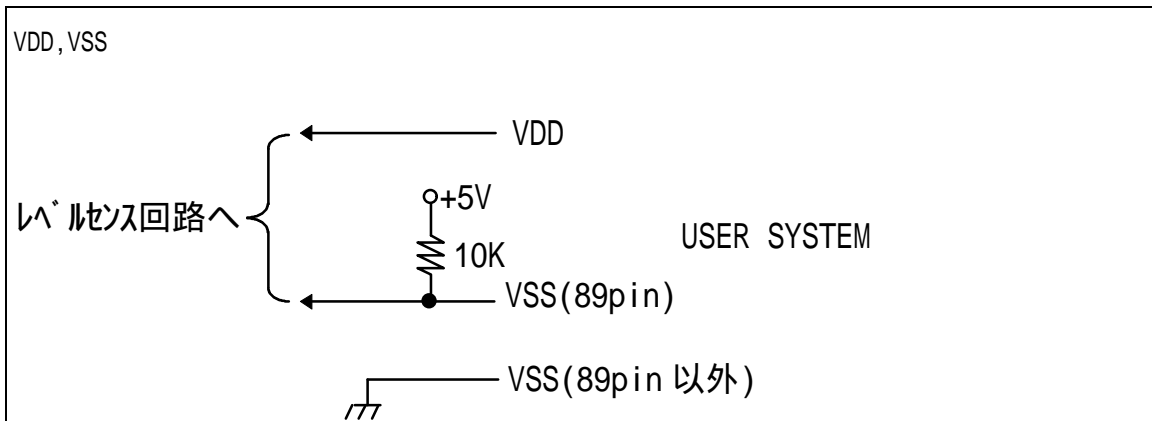 VDD,VSS
VDD
+5V
レベルセンス回路へ
USER SYSTEM
10K
VSS(89pin)
VSS(89pin 以外)